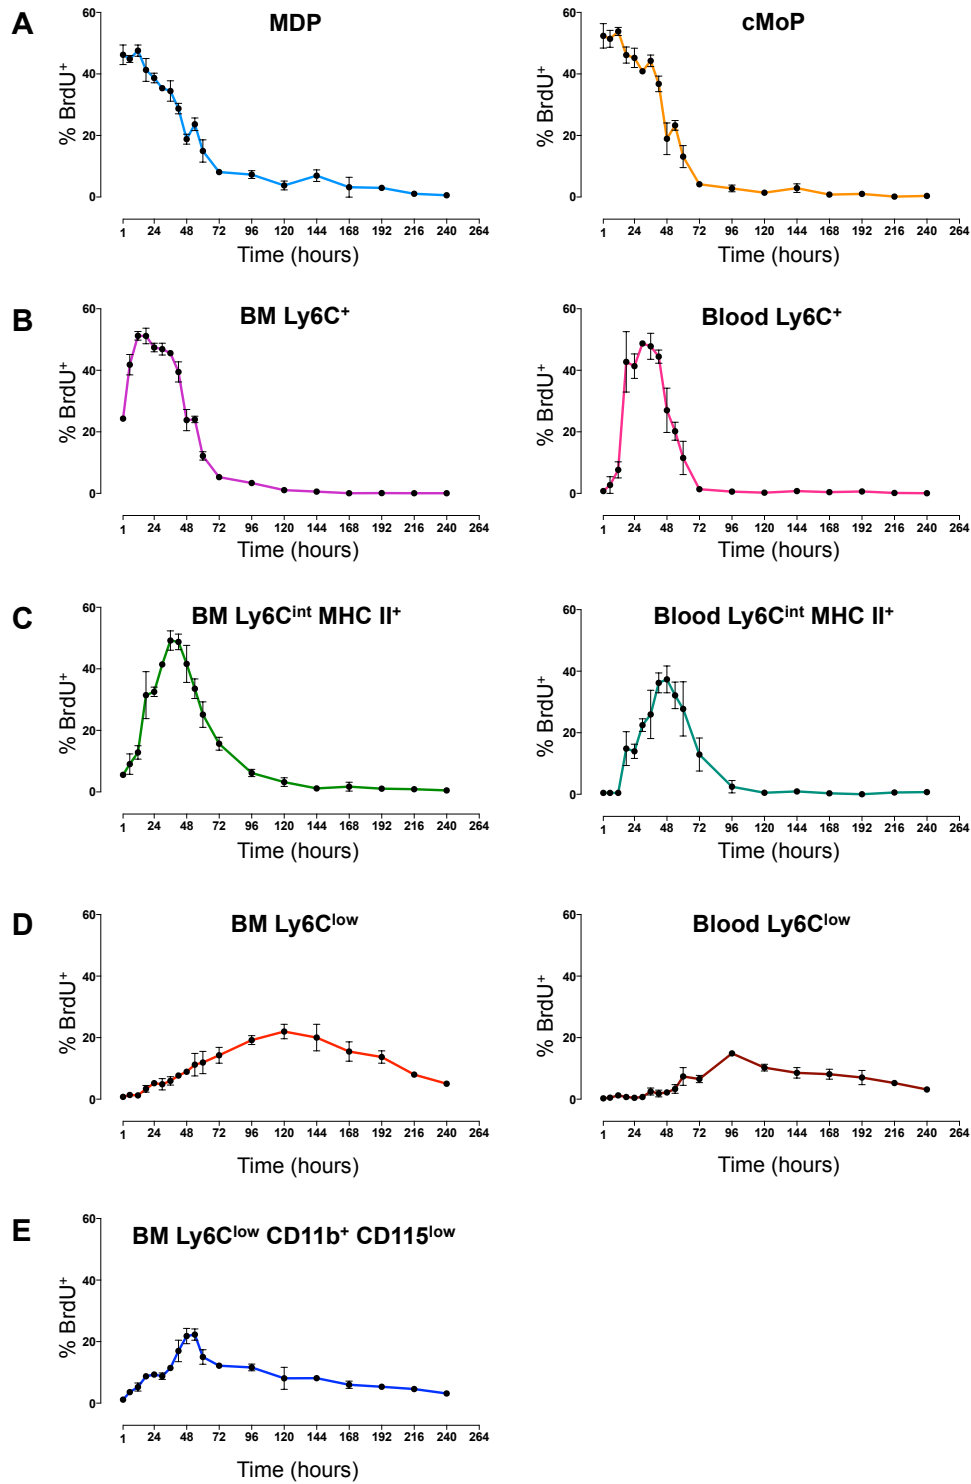 A
MDP
cMoP
60
40
20
0
% BrdU⁺
1 24 48 72 96 120 144 168 192 216 240 264
Time (hours)
60
40
20
0
% BrdU⁺
1 24 48 72 96 120 144 168 192 216 240 264
Time (hours)
B
BM Ly6C⁺
Blood Ly6C⁺
60
40
20
0
% BrdU⁺
1 24 48 72 96 120 144 168 192 216 240 264
Time (hours)
60
40
20
0
% BrdU⁺
1 24 48 72 96 120 144 168 192 216 240 264
Time (hours)
C
BM Ly6Cⁱⁿᵗ MHC II⁺
Blood Ly6Cⁱⁿᵗ MHC II⁺
60
40
20
0
% BrdU⁺
1 24 48 72 96 120 144 168 192 216 240 264
Time (hours)
60
40
20
0
% BrdU⁺
1 24 48 72 96 120 144 168 192 216 240 264
Time (hours)
D
BM Ly6Cˡᵒʷ
Blood Ly6Cˡᵒʷ
60
40
20
0
% BrdU⁺
1 24 48 72 96 120 144 168 192 216 240 264
Time (hours)
60
40
20
0
% BrdU⁺
1 24 48 72 96 120 144 168 192 216 240 264
Time (hours)
E
BM Ly6Cˡᵒʷ CD11b⁺ CD115ˡᵒʷ
60
40
20
0
% BrdU⁺
1 24 48 72 96 120 144 168 192 216 240 264
Time (hours)